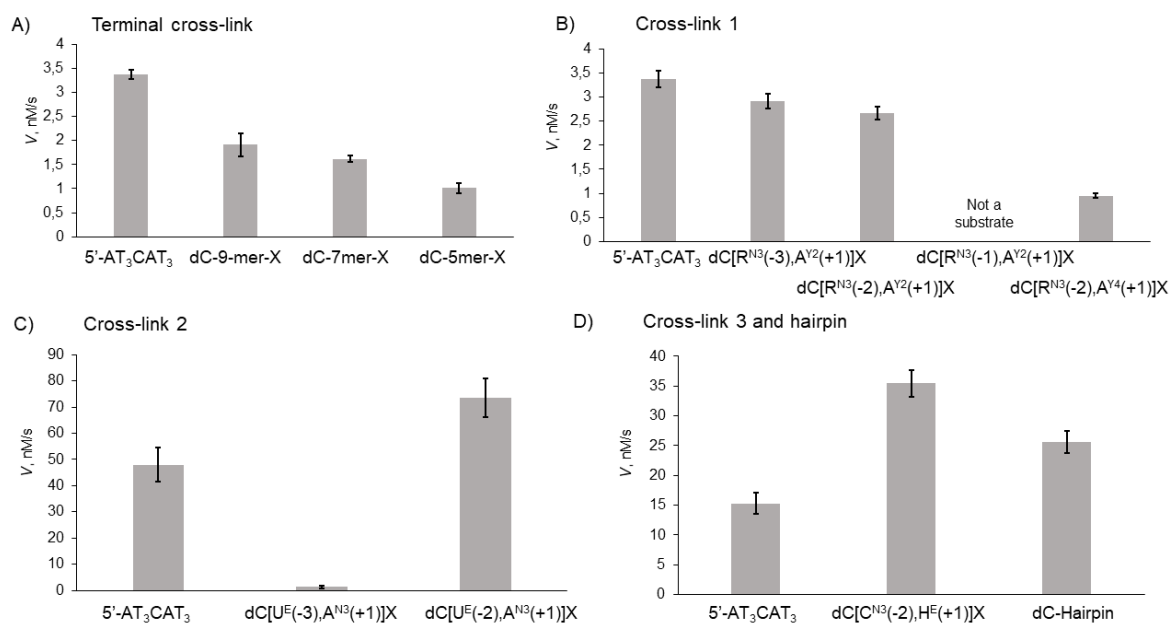 A) Terminal cross-link
V, nM/s
4
3,5
3
2,5
2
1,5
1
0,5
0
5’-AT₃CAT₃ dC-9-mer-X dC-7mer-X dC-5mer-X
B) Cross-link 1
V, nM/s
4
3,5
3
2,5
2
1,5
1
0,5
0
Not a
substrate
5’-AT₃CAT₃ dC[Rᴺ³(-3),Aʸ²(+1)]X dC[Rᴺ³(-1),Aʸ²(+1)]X
dC[Rᴺ³(-2),Aʸ²(+1)]X dC[Rᴺ³(-2),Aʸ⁴(+1)]X
C) Cross-link 2
V, nM/s
90
80
70
60
50
40
30
20
10
0
5’-AT₃CAT₃ dC[Uᴱ(-3),Aᴺ³(+1)]X dC[Uᴱ(-2),Aᴺ³(+1)]X
D) Cross-link 3 and hairpin
V, nM/s
40
35
30
25
20
15
10
5
0
5’-AT₃CAT₃ dC[Cᴺ³(-2),Hᴱ(+1)]X dC-Hairpin